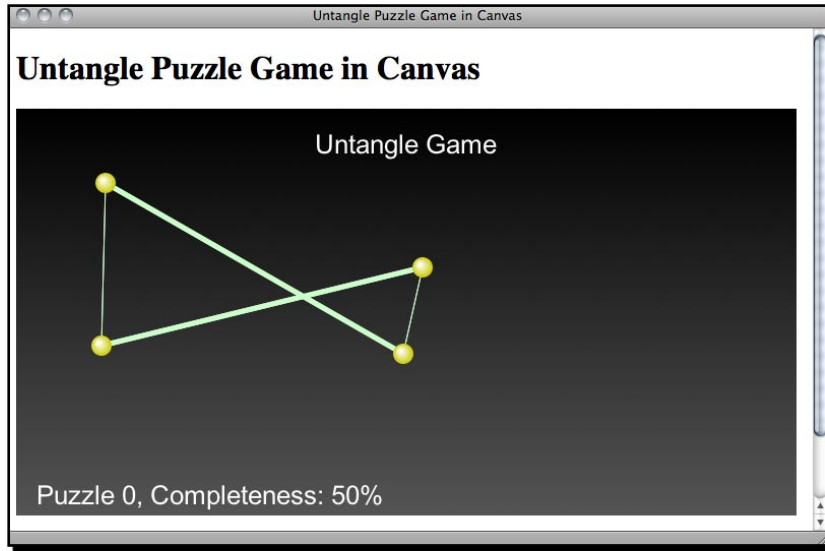 Untangle Puzzle Game in Canvas
Untangle Puzzle Game in Canvas
Untangle Game
Puzzle 0, Completeness: 50%